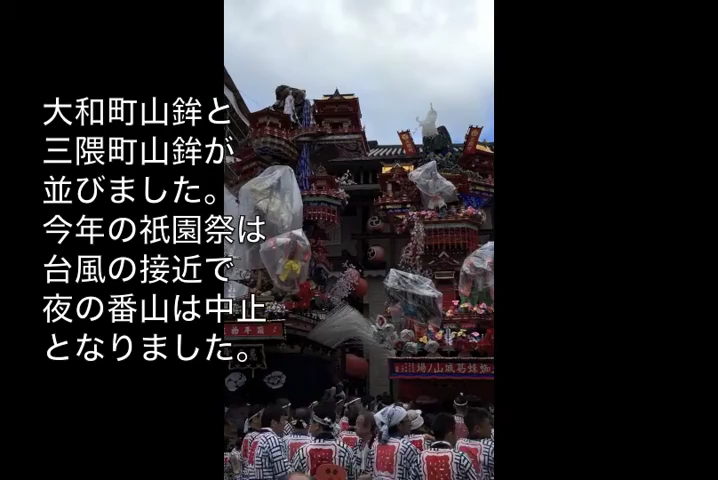 大和町山鉾と
三隈町山鉾が
並びました。
今年の祇園祭は
台風の接近で
夜の番山は中止
となりました。